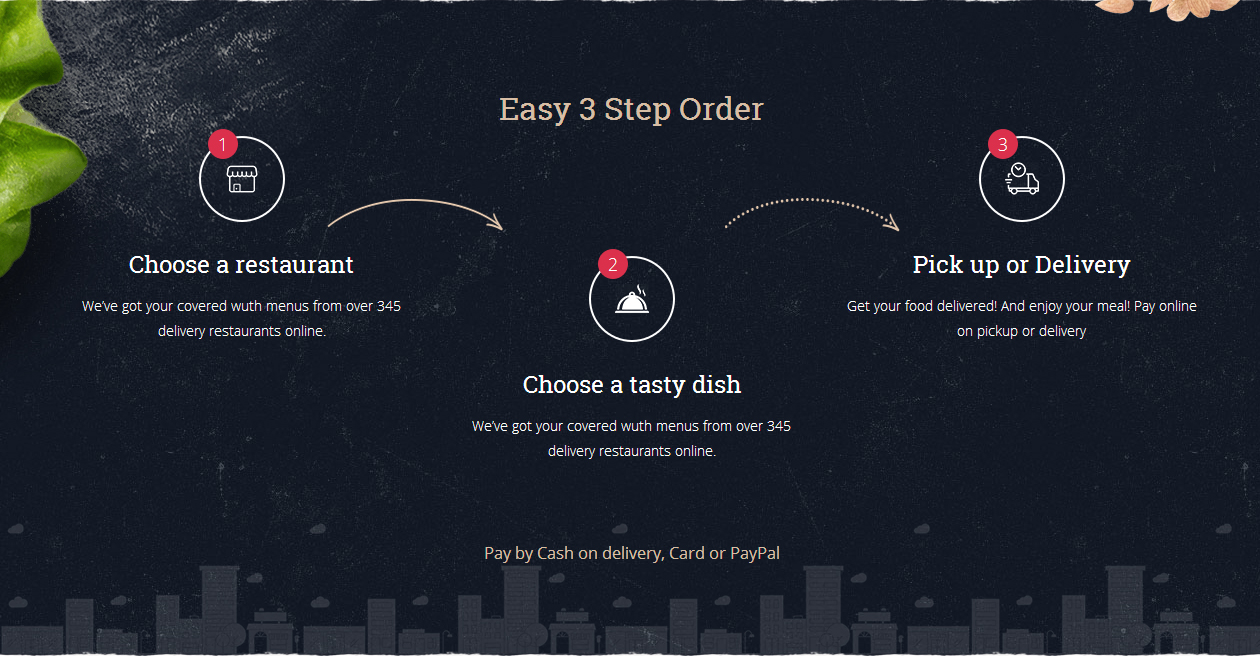 Easy 3 Step Order
1
Choose a restaurant
We've got your covered wuth menus from over 345
delivery restaurants online.
2
Choose a tasty dish
We've got your covered wuth menus from over 345
delivery restaurants online.
3
Pick up or Delivery
Get your food delivered! And enjoy your meal! Pay online
on pickup or delivery
Pay by Cash on delivery, Card or PayPal